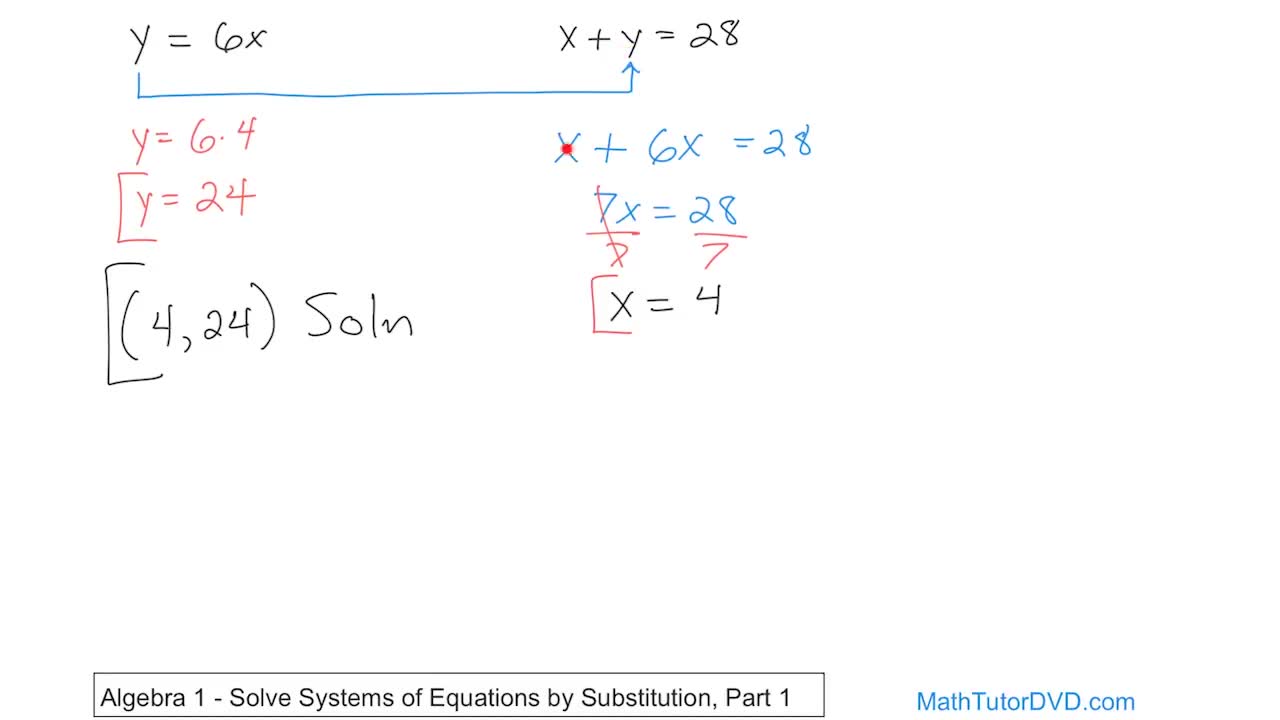 y = 6x
x + y = 28
y = 6 · 4
y = 24
(4, 24) Soln
x + 6x = 28
7x = 28
7 7
x = 4
Algebra 1 - Solve Systems of Equations by Substitution, Part 1
MathTutorDVD.com